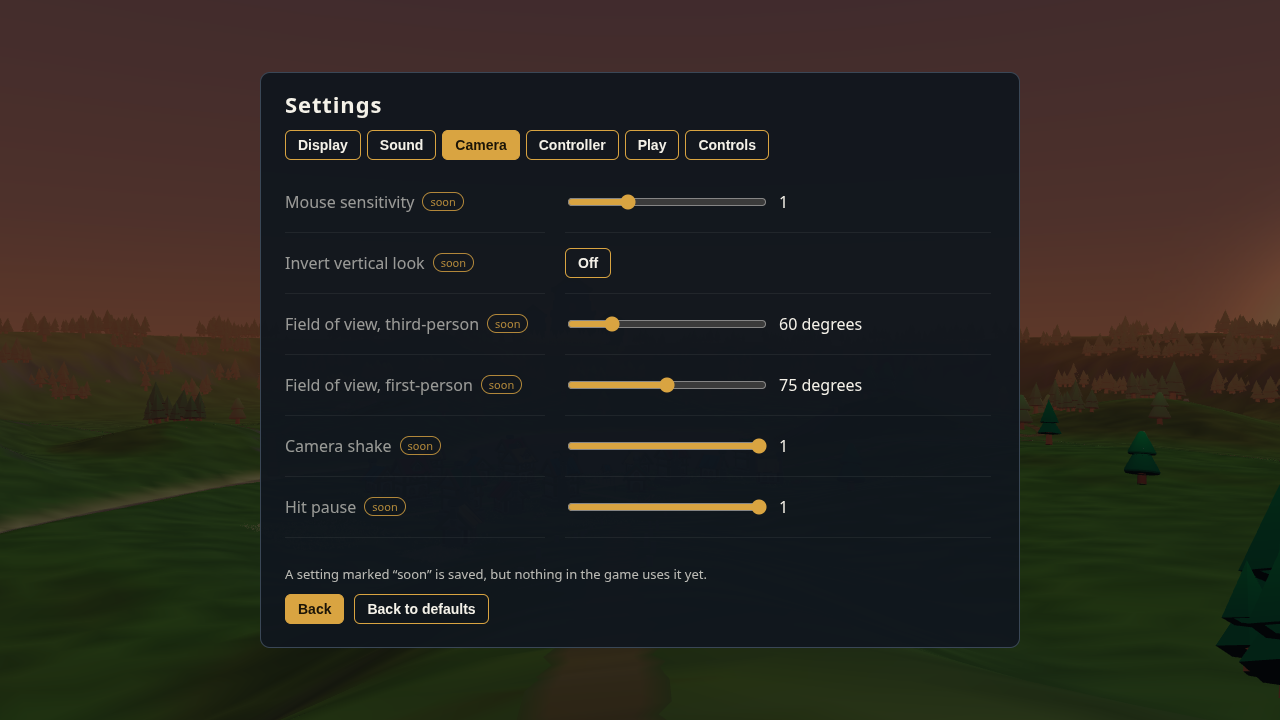 Settings
Display Sound Camera Controller Play Controls
Mouse sensitivity soon 1
Invert vertical look soon Off
Field of view, third-person soon 60 degrees
Field of view, first-person soon 75 degrees
Camera shake soon 1
Hit pause soon 1
A setting marked “soon” is saved, but nothing in the game uses it yet.
Back Back to defaults